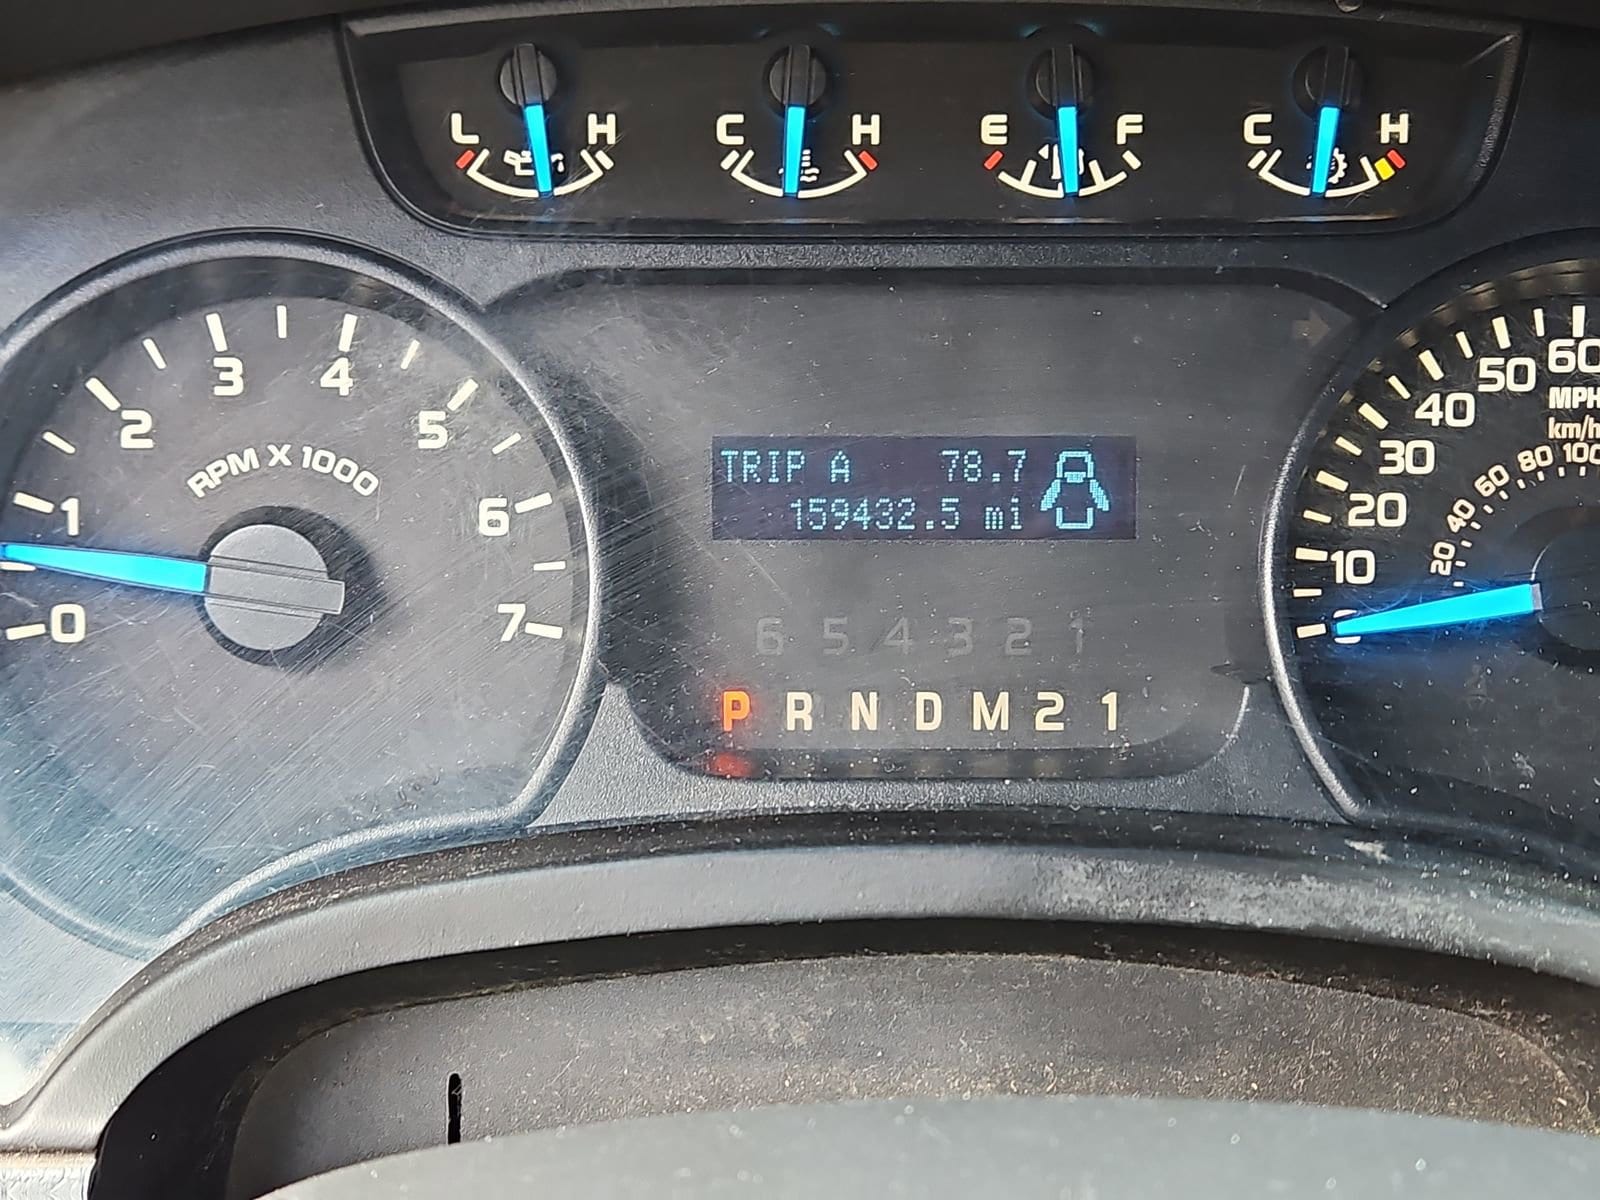 L H
C H
E F
C H
0 1 2 3 4 5 6 7
RPM X 1000
TRIP A 78.7
159432.5 mi
6 5 4 3 2 1
P R N D M 2 1
10 20 30 40 50 60
MPH
km/h
20 40 60 80 100